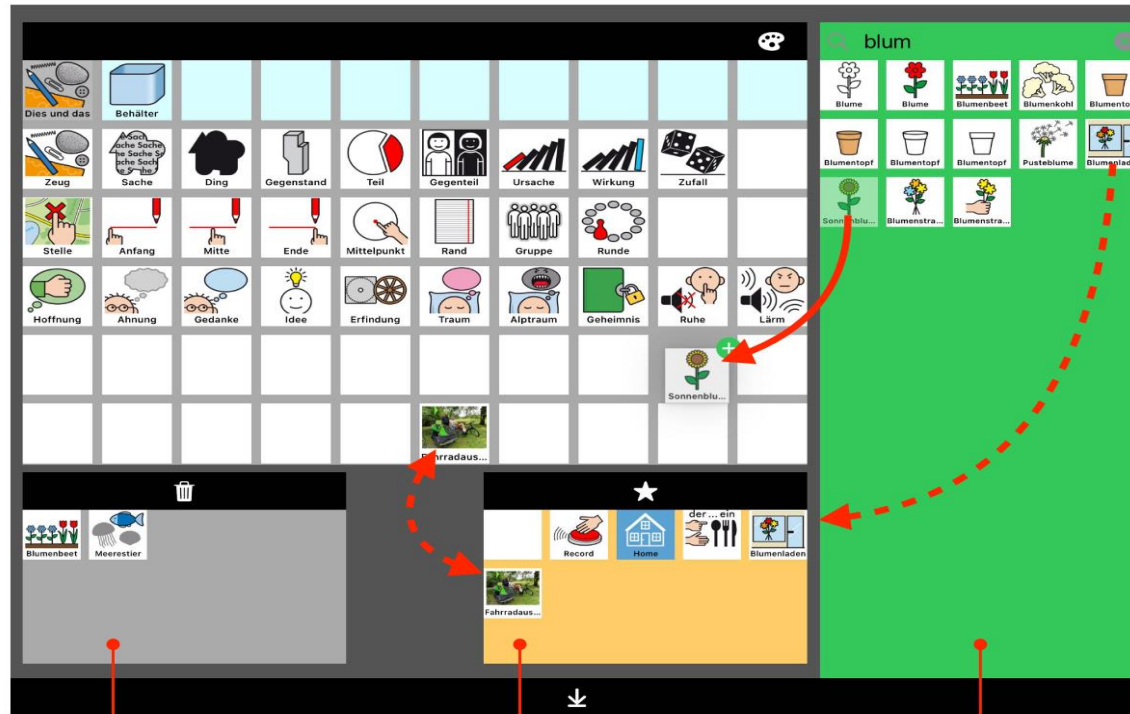 blum
Dies und das
Behälter
Zeug
Sache
Ding
Gegenstand
Teil
Gegenteil
Ursache
Wirkung
Zufall
Stelle
Anfang
Mitte
Ende
Mittelpunkt
Rand
Gruppe
Runde
Hoffnung
Ahnung
Gedanke
Idee
Erfindung
Traum
Alptraum
Geheimnis
Ruhe
Lärm
Sonnenblu...
Fahrradaus...
Blume
Blume
Blumenbeet
Blumenkohl
Blumento
Blumentopf
Blumentopf
Blumentopf
Pusteblume
Blumenlad
Sonnenblu...
Blumenstra...
Blumenstra...
Blumenbeet
Meerestier
Record
Home
der ... ein
Blumenladen
Fahrradaus...